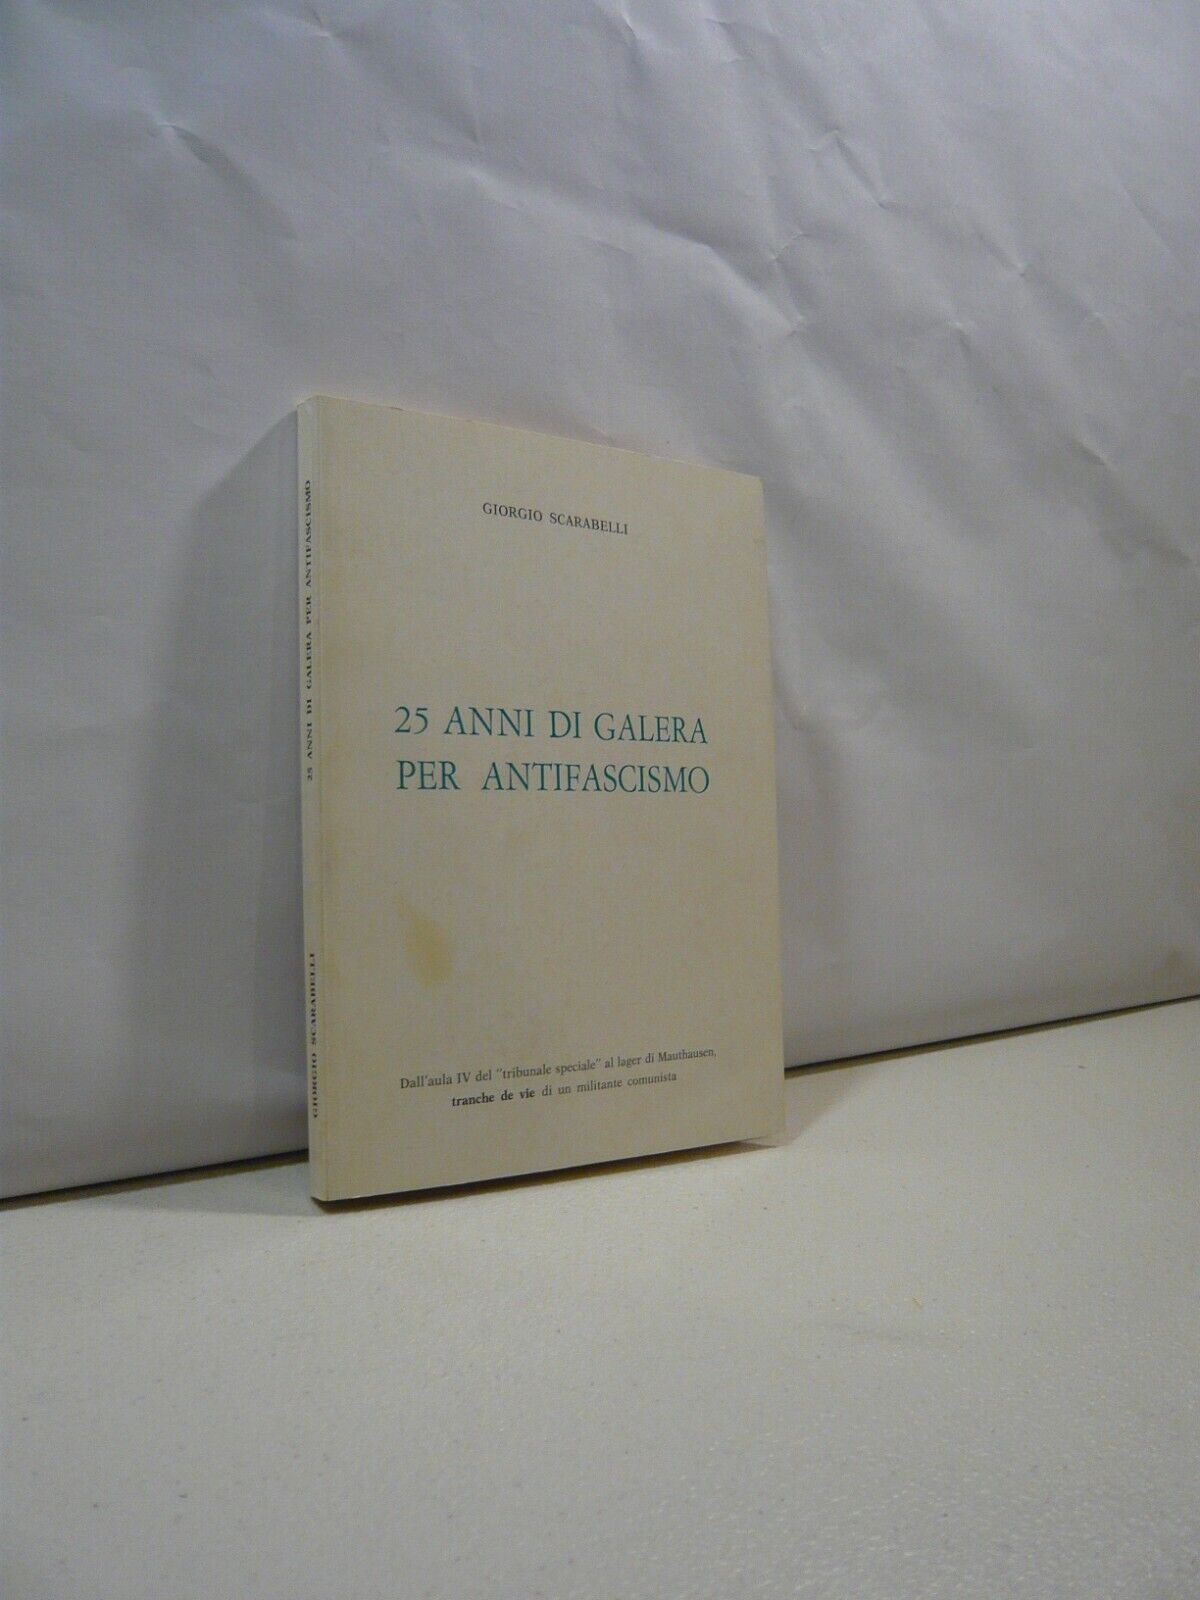 GIORGIO SCARABELLI
25 ANNI DI GALERA
PER ANTIFASCISMO
Dall'aula IV del "tribunale speciale" al lager di Mauthausen,
tranche de vie di un militante comunista
GIORGIO SCARABELLI
25 ANNI DI GALERA PER ANTIFASCISMO